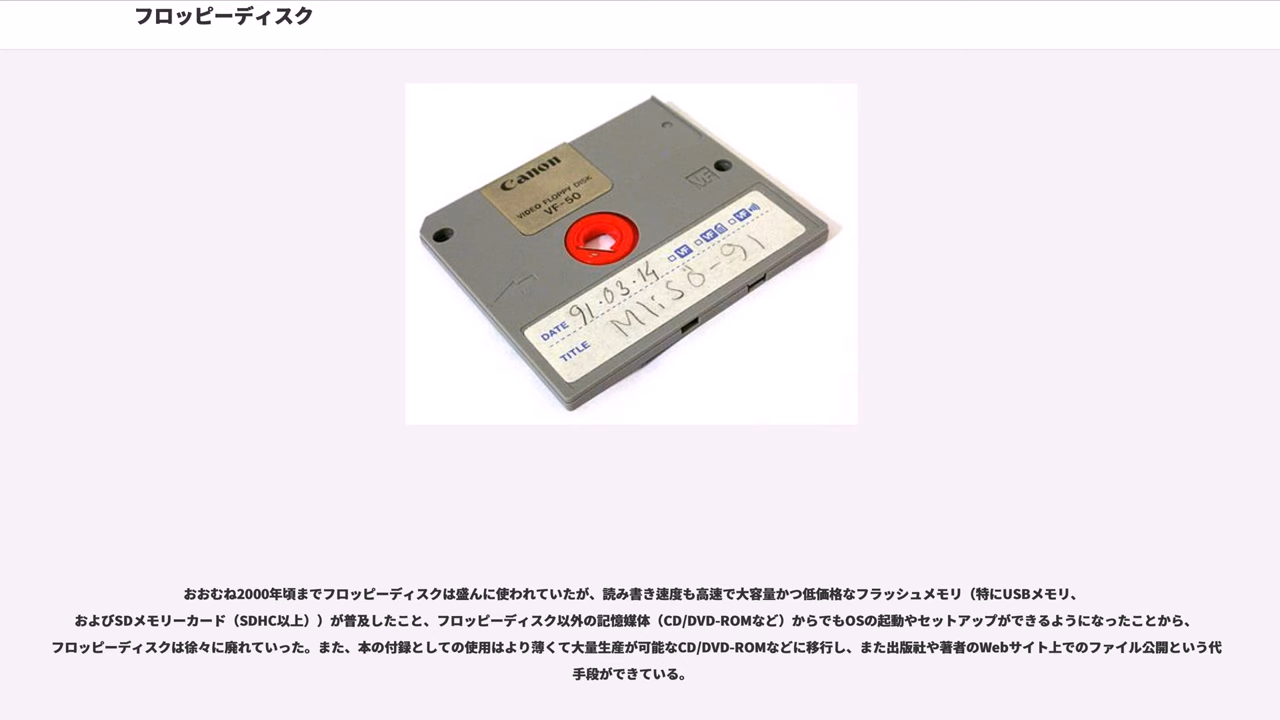 フロッピーディスク
Canon
VIDEO FLOPPY DISK
VF-50
VF
VF VF VF
DATE 91.03.14
TITLE Mlisö-91
おおむね2000年頃までフロッピーディスクは盛んに使われていたが、読み書き速度も高速で大容量かつ低価格なフラッシュメモリ（特にUSBメモリ、
およびSDメモリーカード（SDHC以上））が普及したこと、フロッピーディスク以外の記憶媒体（CD/DVD-ROMなど）からでもOSの起動やセットアップができるようになったことから、
フロッピーディスクは徐々に廃れていった。また、本の付録としての使用はより薄くて大量生産が可能なCD/DVD-ROMなどに移行し、また出版社や著者のWebサイト上でのファイル公開という代
手段ができている。